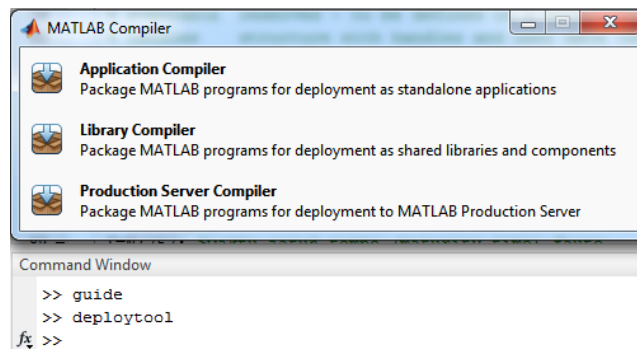 MATLAB Compiler
Application Compiler
Package MATLAB programs for deployment as standalone applications
Library Compiler
Package MATLAB programs for deployment as shared libraries and components
Production Server Compiler
Package MATLAB programs for deployment to MATLAB Production Server
Command Window
>> guide
>> deploytool
fx >>